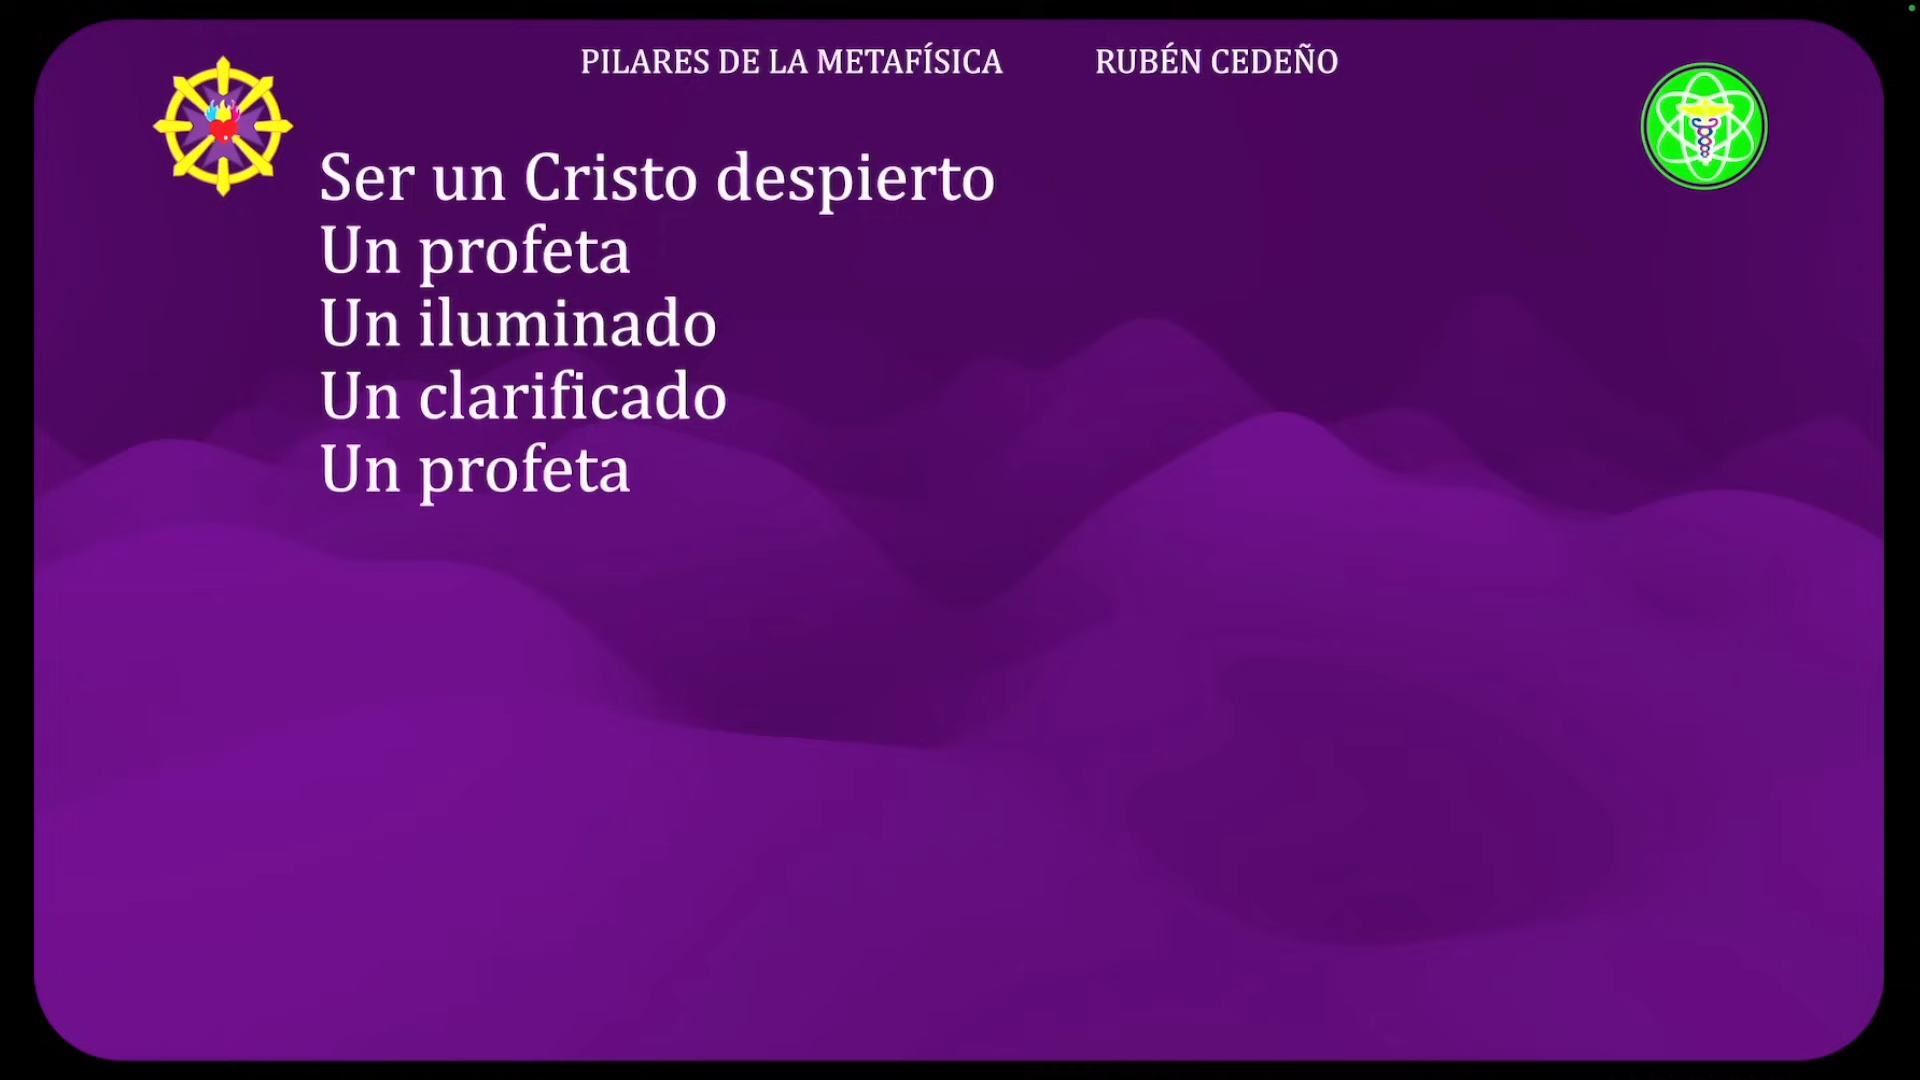 PILARES DE LA METAFÍSICA RUBÉN CEDEÑO
Ser un Cristo despierto
Un profeta
Un iluminado
Un clarificado
Un profeta